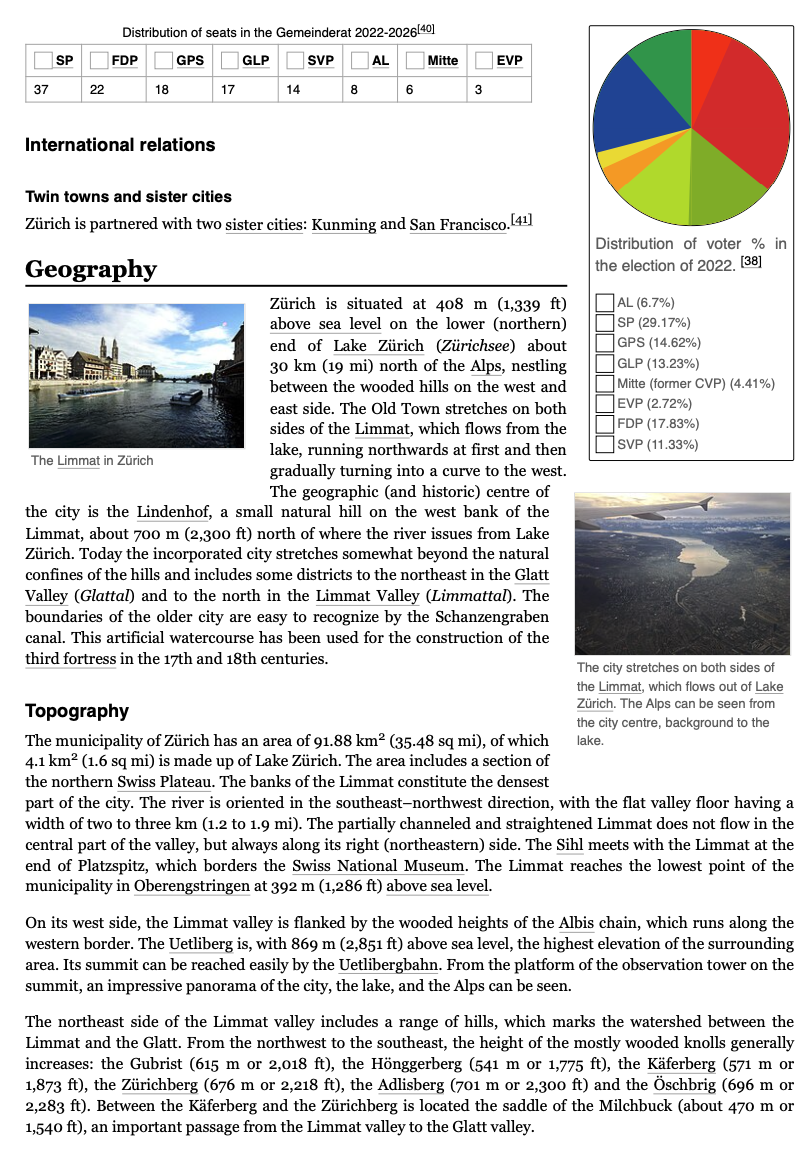 Distribution of seats in the Gemeinderat 2022-2026[40]
SP FDP GPS GLP SVP AL Mitte EVP
37 22 18 17 14 8 6 3
International relations
Twin towns and sister cities
Zürich is partnered with two sister cities: Kunming and San Francisco.[41]
Distribution of voter % in
the election of 2022. [38]
AL (6.7%)
SP (29.17%)
GPS (14.62%)
GLP (13.23%)
Mitte (former CVP) (4.41%)
EVP (2.72%)
FDP (17.83%)
SVP (11.33%)
Geography
The Limmat in Zürich
Zürich is situated at 408 m (1,339 ft)
above sea level on the lower (northern)
end of Lake Zürich (Zürichsee) about
30 km (19 mi) north of the Alps, nestling
between the wooded hills on the west and
east side. The Old Town stretches on both
sides of the Limmat, which flows from the
lake, running northwards at first and then
gradually turning into a curve to the west.
The geographic (and historic) centre of
the city is the Lindenhof, a small natural hill on the west bank of the
Limmat, about 700 m (2,300 ft) north of where the river issues from Lake
Zürich. Today the incorporated city stretches somewhat beyond the natural
confines of the hills and includes some districts to the northeast in the Glatt
Valley (Glattal) and to the north in the Limmat Valley (Limmattal). The
boundaries of the older city are easy to recognize by the Schanzengraben
canal. This artificial watercourse has been used for the construction of the
third fortress in the 17th and 18th centuries.
The city stretches on both sides of
the Limmat, which flows out of Lake
Zürich. The Alps can be seen from
the city centre, background to the
lake.
Topography
The municipality of Zürich has an area of 91.88 km² (35.48 sq mi), of which
4.1 km² (1.6 sq mi) is made up of Lake Zürich. The area includes a section of
the northern Swiss Plateau. The banks of the Limmat constitute the densest
part of the city. The river is oriented in the southeast–northwest direction, with the flat valley floor having a
width of two to three km (1.2 to 1.9 mi). The partially channeled and straightened Limmat does not flow in the
central part of the valley, but always along its right (northeastern) side. The Sihl meets with the Limmat at the
end of Platzspitz, which borders the Swiss National Museum. The Limmat reaches the lowest point of the
municipality in Oberengstringen at 392 m (1,286 ft) above sea level.
On its west side, the Limmat valley is flanked by the wooded heights of the Albis chain, which runs along the
western border. The Uetliberg is, with 869 m (2,851 ft) above sea level, the highest elevation of the surrounding
area. Its summit can be reached easily by the Uetlibergbahn. From the platform of the observation tower on the
summit, an impressive panorama of the city, the lake, and the Alps can be seen.
The northeast side of the Limmat valley includes a range of hills, which marks the watershed between the
Limmat and the Glatt. From the northwest to the southeast, the height of the mostly wooded knolls generally
increases: the Gubrist (615 m or 2,018 ft), the Hönggerberg (541 m or 1,775 ft), the Käferberg (571 m or
1,873 ft), the Zürichberg (676 m or 2,218 ft), the Adlisberg (701 m or 2,300 ft) and the Öschbrig (696 m or
2,283 ft). Between the Käferberg and the Zürichberg is located the saddle of the Milchbuck (about 470 m or
1,540 ft), an important passage from the Limmat valley to the Glatt valley.